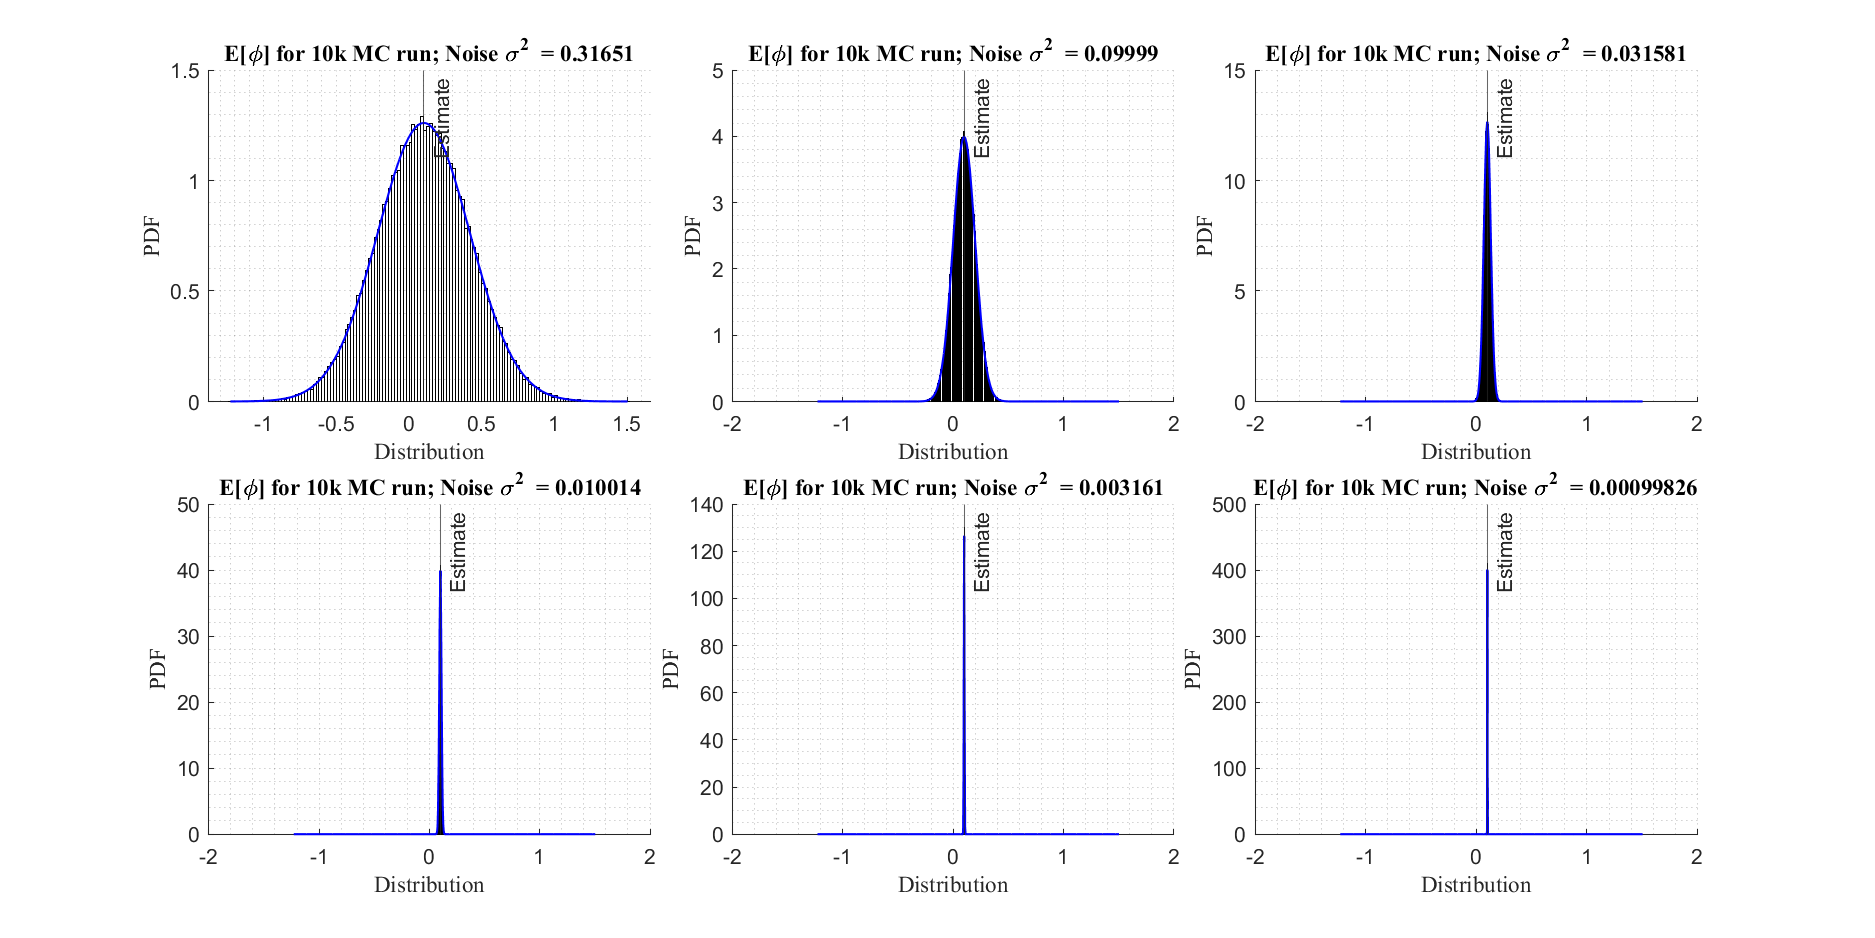 E[ϕ] for 10k MC run; Noise σ² = 0.31651
1.5
1
0.5
0
PDF
Estimate
-1 -0.5 0 0.5 1 1.5
Distribution
E[ϕ] for 10k MC run; Noise σ² = 0.09999
5
4
3
2
1
0
PDF
Estimate
-2 -1 0 1 2
Distribution
E[ϕ] for 10k MC run; Noise σ² = 0.031581
15
10
5
0
PDF
Estimate
-2 -1 0 1 2
Distribution
E[ϕ] for 10k MC run; Noise σ² = 0.010014
50
40
30
20
10
0
PDF
Estimate
-2 -1 0 1 2
Distribution
E[ϕ] for 10k MC run; Noise σ² = 0.003161
140
120
100
80
60
40
20
0
PDF
Estimate
-2 -1 0 1 2
Distribution
E[ϕ] for 10k MC run; Noise σ² = 0.00099826
500
400
300
200
100
0
PDF
Estimate
-2 -1 0 1 2
Distribution